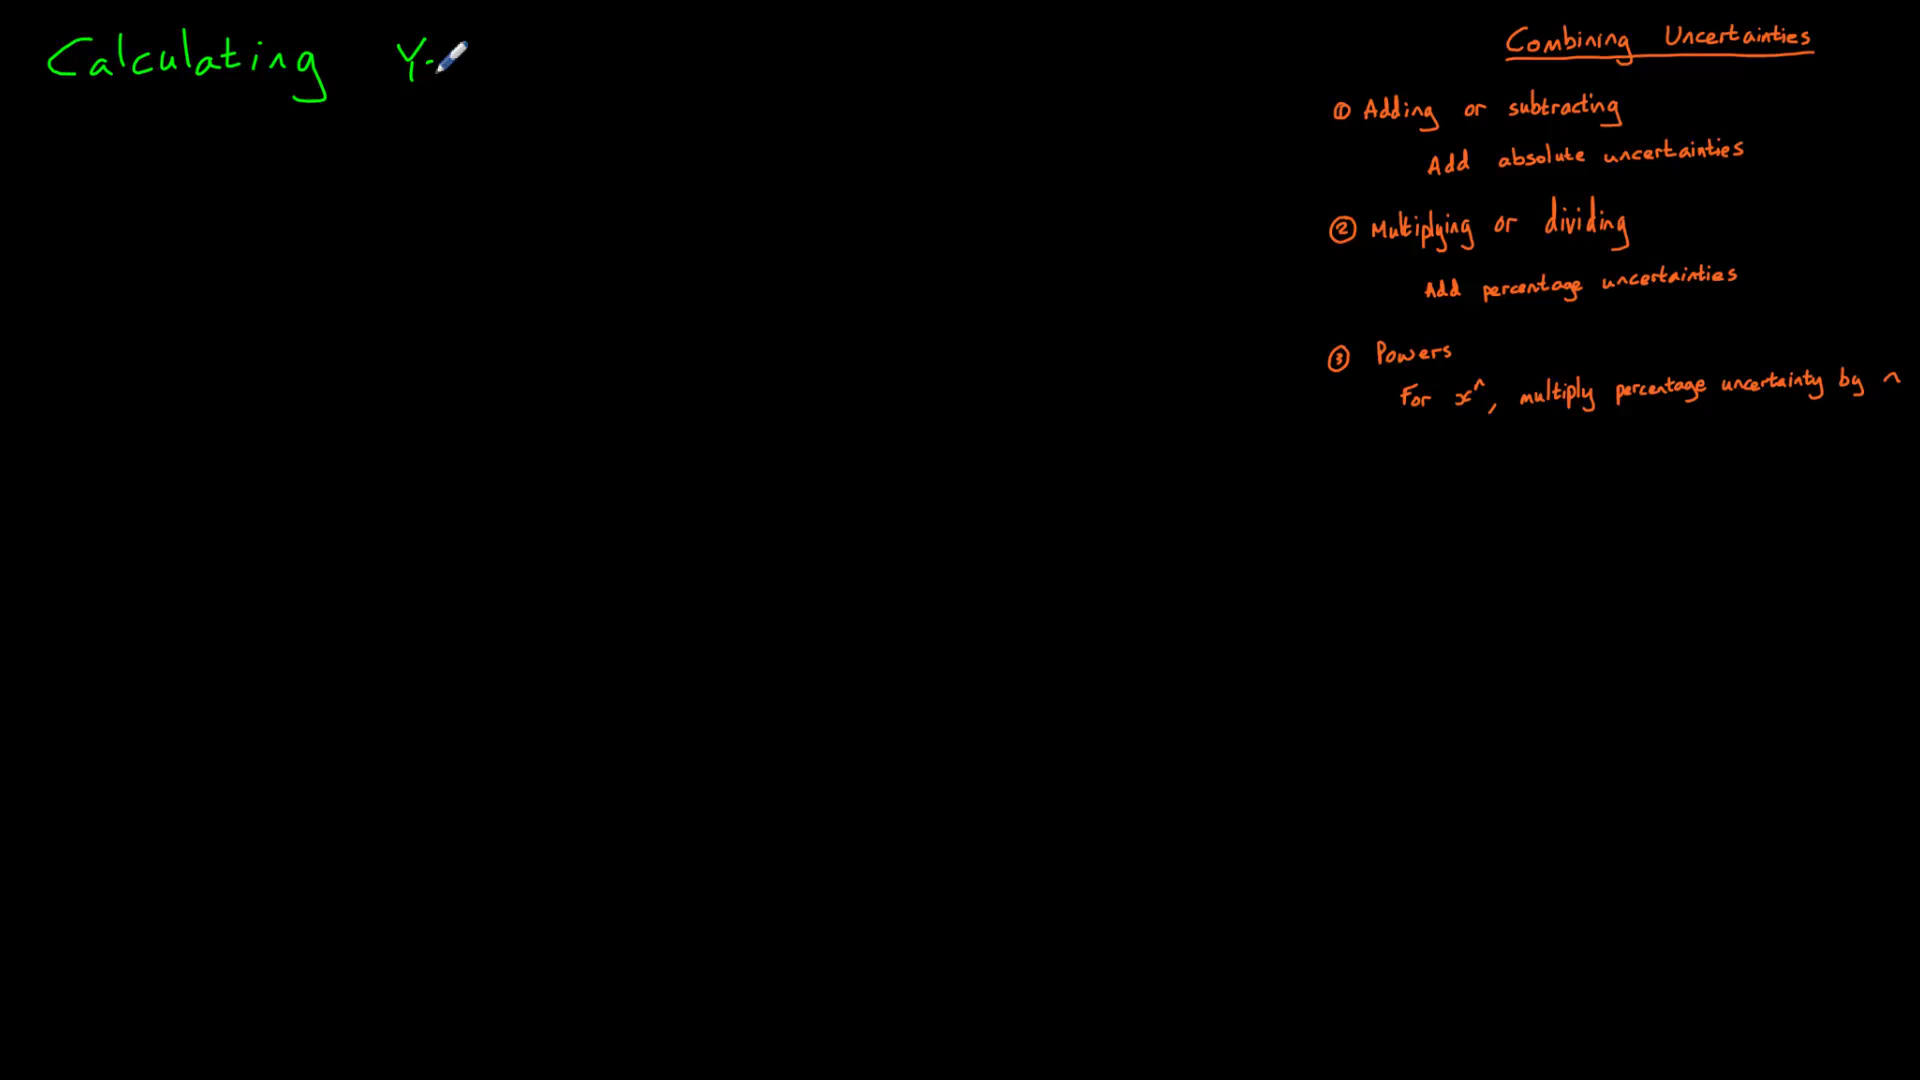 Calculating Y
Combining Uncertainties
① Adding or subtracting
Add absolute uncertainties
② Multiplying or dividing
Add percentage uncertainties
③ Powers
For xⁿ, multiply percentage uncertainty by n